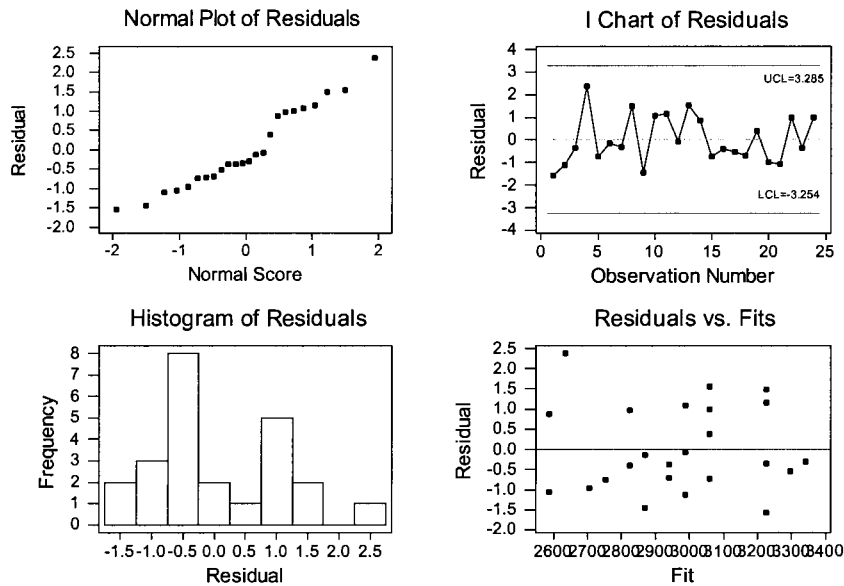 Normal Plot of Residuals
2.5
2.0
1.5
1.0
0.5
0.0
-0.5
-1.0
-1.5
-2.0
Residual
-2 -1 0 1 2
Normal Score
I Chart of Residuals
4
3
2
1
0
-1
-2
-3
-4
Residual
UCL=3.285
LCL=-3.254
0 5 10 15 20 25
Observation Number
Histogram of Residuals
8
7
6
5
4
3
2
1
0
Frequency
-1.5 -1.0 -0.5 0.0 0.5 1.0 1.5 2.0 2.5
Residual
Residuals vs. Fits
2.5
2.0
1.5
1.0
0.5
0.0
-0.5
-1.0
-1.5
-2.0
Residual
2600 2700 2800 2900 3000 3100 3200 3300 3400
Fit